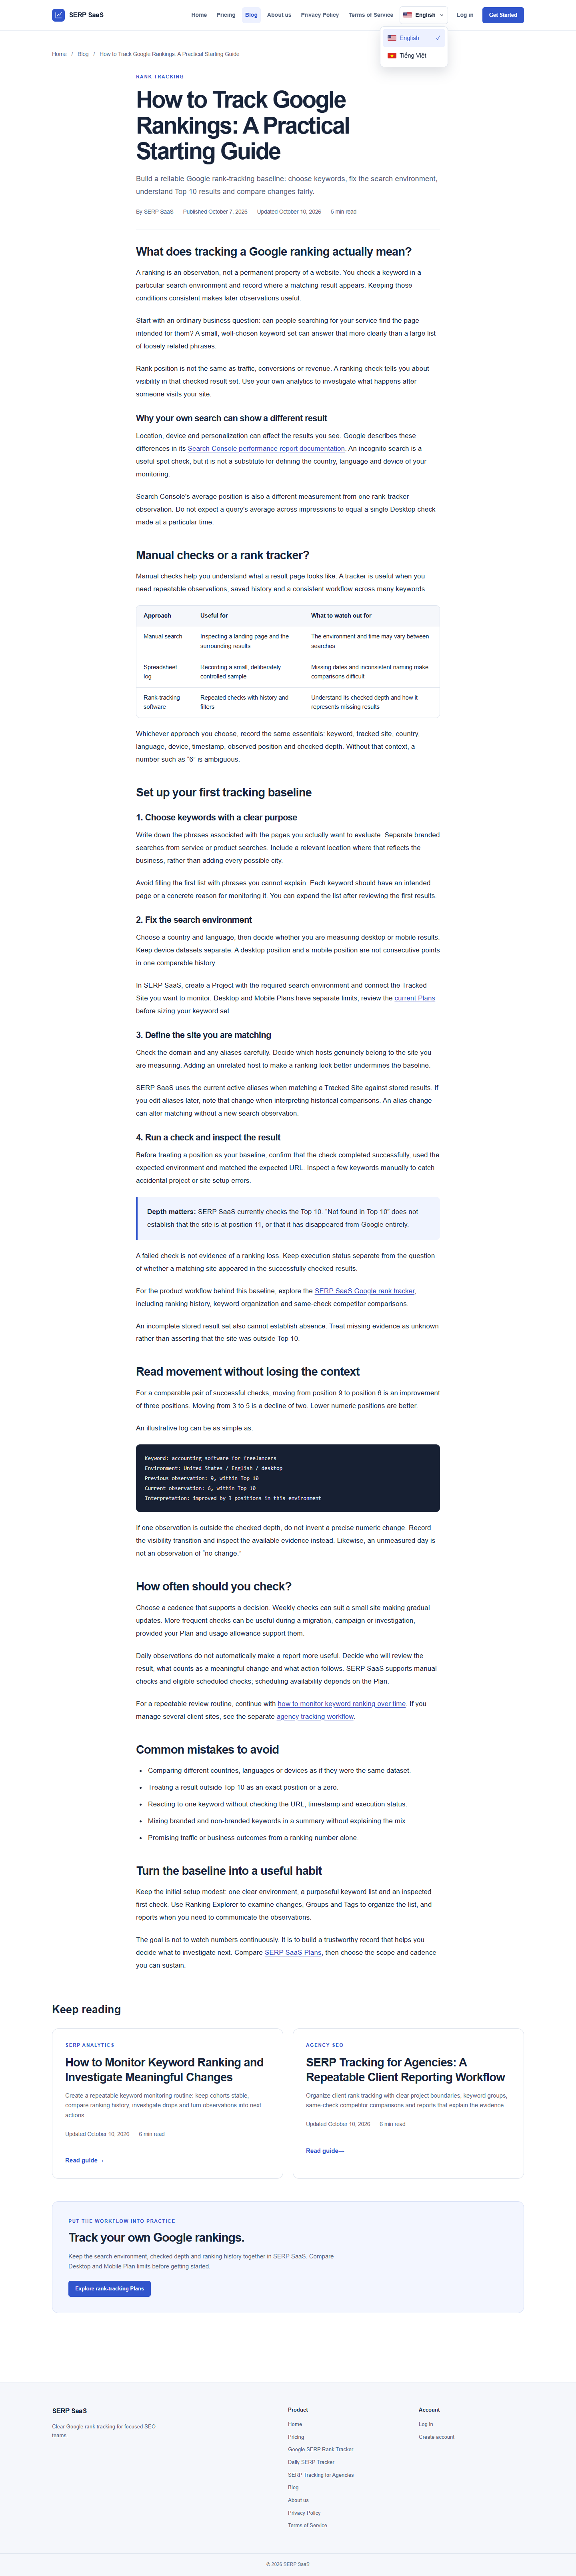 SERP SaaS
Home Pricing Blog About us Privacy Policy Terms of Service English Log in Get Started
English ✓
Tiếng Việt
Home / Blog / How to Track Google Rankings: A Practical Starting Guide
RANK TRACKING
How to Track Google
Rankings: A Practical
Starting Guide
Build a reliable Google rank-tracking baseline: choose keywords, fix the search environment,
understand Top 10 results and compare changes fairly.
By SERP SaaS Published October 7, 2026 Updated October 10, 2026 5 min read
What does tracking a Google ranking actually mean?
A ranking is an observation, not a permanent property of a website. You check a keyword in a
particular search environment and record where a matching result appears. Keeping those
conditions consistent makes later observations useful.
Start with an ordinary business question: can people searching for your service find the page
intended for them? A small, well-chosen keyword set can answer that more clearly than a large list
of loosely related phrases.
Rank position is not the same as traffic, conversions or revenue. A ranking check tells you about
visibility in that checked result set. Use your own analytics to investigate what happens after
someone visits your site.
Why your own search can show a different result
Location, device and personalization can affect the results you see. Google describes these
differences in its Search Console performance report documentation. An incognito search is a
useful spot check, but it is not a substitute for defining the country, language and device of your
monitoring.
Search Console's average position is also a different measurement from one rank-tracker
observation. Do not expect a query's average across impressions to equal a single Desktop check
made at a particular time.
Manual checks or a rank tracker?
Manual checks help you understand what a result page looks like. A tracker is useful when you
need repeatable observations, saved history and a consistent workflow across many keywords.
Approach Useful for What to watch out for
Manual search Inspecting a landing page and the surrounding results The environment and time may vary between searches
Spreadsheet log Recording a small, deliberately controlled sample Missing dates and inconsistent naming make comparisons difficult
Rank-tracking software Repeated checks with history and filters Understand its checked depth and how it represents missing results
Whichever approach you choose, record the same essentials: keyword, tracked site, country,
language, device, timestamp, observed position and checked depth. Without that context, a
number such as "6" is ambiguous.
Set up your first tracking baseline
1. Choose keywords with a clear purpose
Write down the phrases associated with the pages you actually want to evaluate. Separate branded
searches from service or product searches. Include a relevant location where that reflects the
business, rather than adding every possible city.
Avoid filling the first list with phrases you cannot explain. Each keyword should have an intended
page or a concrete reason for monitoring it. You can expand the list after reviewing the first results.
2. Fix the search environment
Choose a country and language, then decide whether you are measuring desktop or mobile results.
Keep device datasets separate. A desktop position and a mobile position are not consecutive points
in one comparable history.
In SERP SaaS, create a Project with the required search environment and connect the Tracked
Site you want to monitor. Desktop and Mobile Plans have separate limits; review the current Plans
before sizing your keyword set.
3. Define the site you are matching
Check the domain and any aliases carefully. Decide which hosts genuinely belong to the site you
are measuring. Adding an unrelated host to make a ranking look better undermines the baseline.
SERP SaaS uses the current active aliases when matching a Tracked Site against stored results. If
you edit aliases later, note that change when interpreting historical comparisons. An alias change
can alter matching without a new search observation.
4. Run a check and inspect the result
Before treating a position as your baseline, confirm that the check completed successfully, used the
expected environment and matched the expected URL. Inspect a few keywords manually to catch
accidental project or site setup errors.
Depth matters: SERP SaaS currently checks the Top 10. "Not found in Top 10" does not
establish that the site is at position 11, or that it has disappeared from Google entirely.
A failed check is not evidence of a ranking loss. Keep execution status separate from the question
of whether a matching site appeared in the successfully checked results.
For the product workflow behind this baseline, explore the SERP SaaS Google rank tracker,
including ranking history, keyword organization and same-check competitor comparisons.
An incomplete stored result set also cannot establish absence. Treat missing evidence as unknown
rather than asserting that the site was outside Top 10.
Read movement without losing the context
For a comparable pair of successful checks, moving from position 9 to position 6 is an improvement
of three positions. Moving from 3 to 5 is a decline of two. Lower numeric positions are better.
An illustrative log can be as simple as:
Keyword: accounting software for freelancers
Environment: United States / English / desktop
Previous observation: 9, within Top 10
Current observation: 6, within Top 10
Interpretation: improved by 3 positions in this environment
If one observation is outside the checked depth, do not invent a precise numeric change. Record
the visibility transition and inspect the available evidence instead. Likewise, an unmeasured day is
not an observation of "no change."
How often should you check?
Choose a cadence that supports a decision. Weekly checks can suit a small site making gradual
updates. More frequent checks can be useful during a migration, campaign or investigation,
provided your Plan and usage allowance support them.
Daily observations do not automatically make a report more useful. Decide who will review the
result, what counts as a meaningful change and what action follows. SERP SaaS supports manual
checks and eligible scheduled checks; scheduling availability depends on the Plan.
For a repeatable review routine, continue with how to monitor keyword ranking over time. If you
manage several client sites, see the separate agency tracking workflow.
Common mistakes to avoid
• Comparing different countries, languages or devices as if they were the same dataset.
• Treating a result outside Top 10 as an exact position or a zero.
• Reacting to one keyword without checking the URL, timestamp and execution status.
• Mixing branded and non-branded keywords in a summary without explaining the mix.
• Promising traffic or business outcomes from a ranking number alone.
Turn the baseline into a useful habit
Keep the initial setup modest: one clear environment, a purposeful keyword list and an inspected
first check. Use Ranking Explorer to examine changes, Groups and Tags to organize the list, and
reports when you need to communicate the observations.
The goal is not to watch numbers continuously. It is to build a trustworthy record that helps you
decide what to investigate next. Compare SERP SaaS Plans, then choose the scope and cadence
you can sustain.
Keep reading
SERP ANALYTICS
How to Monitor Keyword Ranking and
Investigate Meaningful Changes
Create a repeatable keyword monitoring routine: keep cohorts stable,
compare ranking history, investigate drops and turn observations into next
actions.
Updated October 10, 2026 6 min read
Read guide→
AGENCY SEO
SERP Tracking for Agencies: A
Repeatable Client Reporting Workflow
Organize client rank tracking with clear project boundaries, keyword groups,
same-check competitor comparisons and reports that explain the evidence.
Updated October 10, 2026 6 min read
Read guide→
PUT THE WORKFLOW INTO PRACTICE
Track your own Google rankings.
Keep the search environment, checked depth and ranking history together in SERP SaaS. Compare
Desktop and Mobile Plan limits before getting started.
Explore rank-tracking Plans
SERP SaaS
Clear Google rank tracking for focused SEO
teams.
Product
Home
Pricing
Google SERP Rank Tracker
Daily SERP Tracker
SERP Tracking for Agencies
Blog
About us
Privacy Policy
Terms of Service
Account
Log in
Create account
© 2026 SERP SaaS